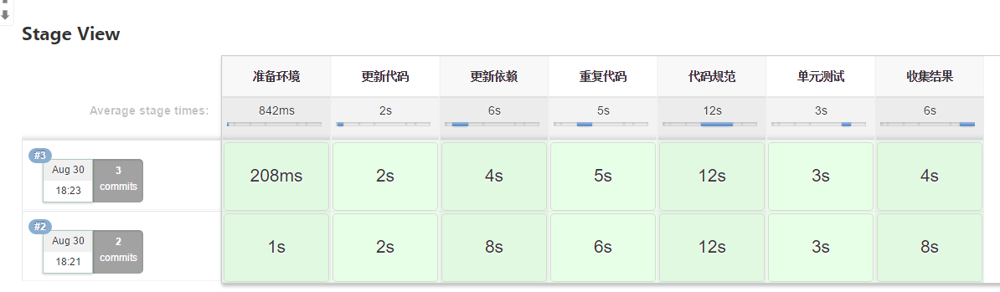 Stage View
准备环境 更新代码 更新依赖 重复代码 代码规范 单元测试 收集结果
Average stage times: 842ms 2s 6s 5s 12s 3s 6s
#3
Aug 30 3
18:23 commits
208ms 2s 4s 5s 12s 3s 4s
#2
Aug 30 2
18:21 commits
1s 2s 8s 6s 12s 3s 8s